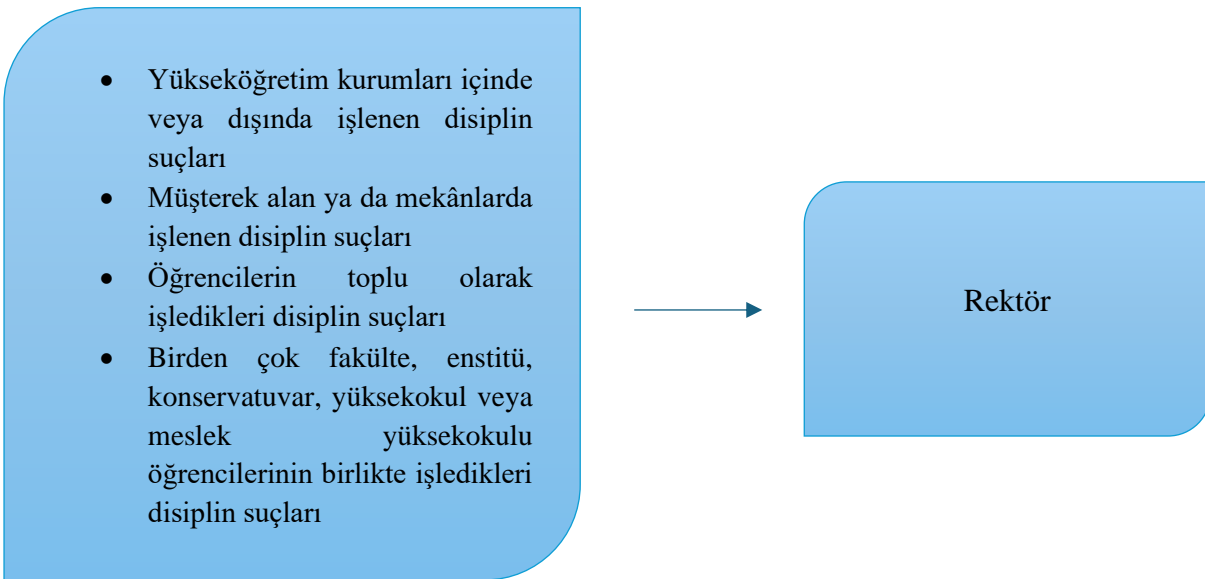 • Yükseköğretim kurumları içinde
veya dışında işlenen disiplin
suçları
• Müşterek alan ya da mekânlarda
işlenen disiplin suçları
• Öğrencilerin toplu olarak
işledikleri disiplin suçları
• Birden çok fakülte, enstitü,
konservatuvar, yüksekokul veya
meslek yüksekokulu
öğrencilerinin birlikte işledikleri
disiplin suçları
Rektör